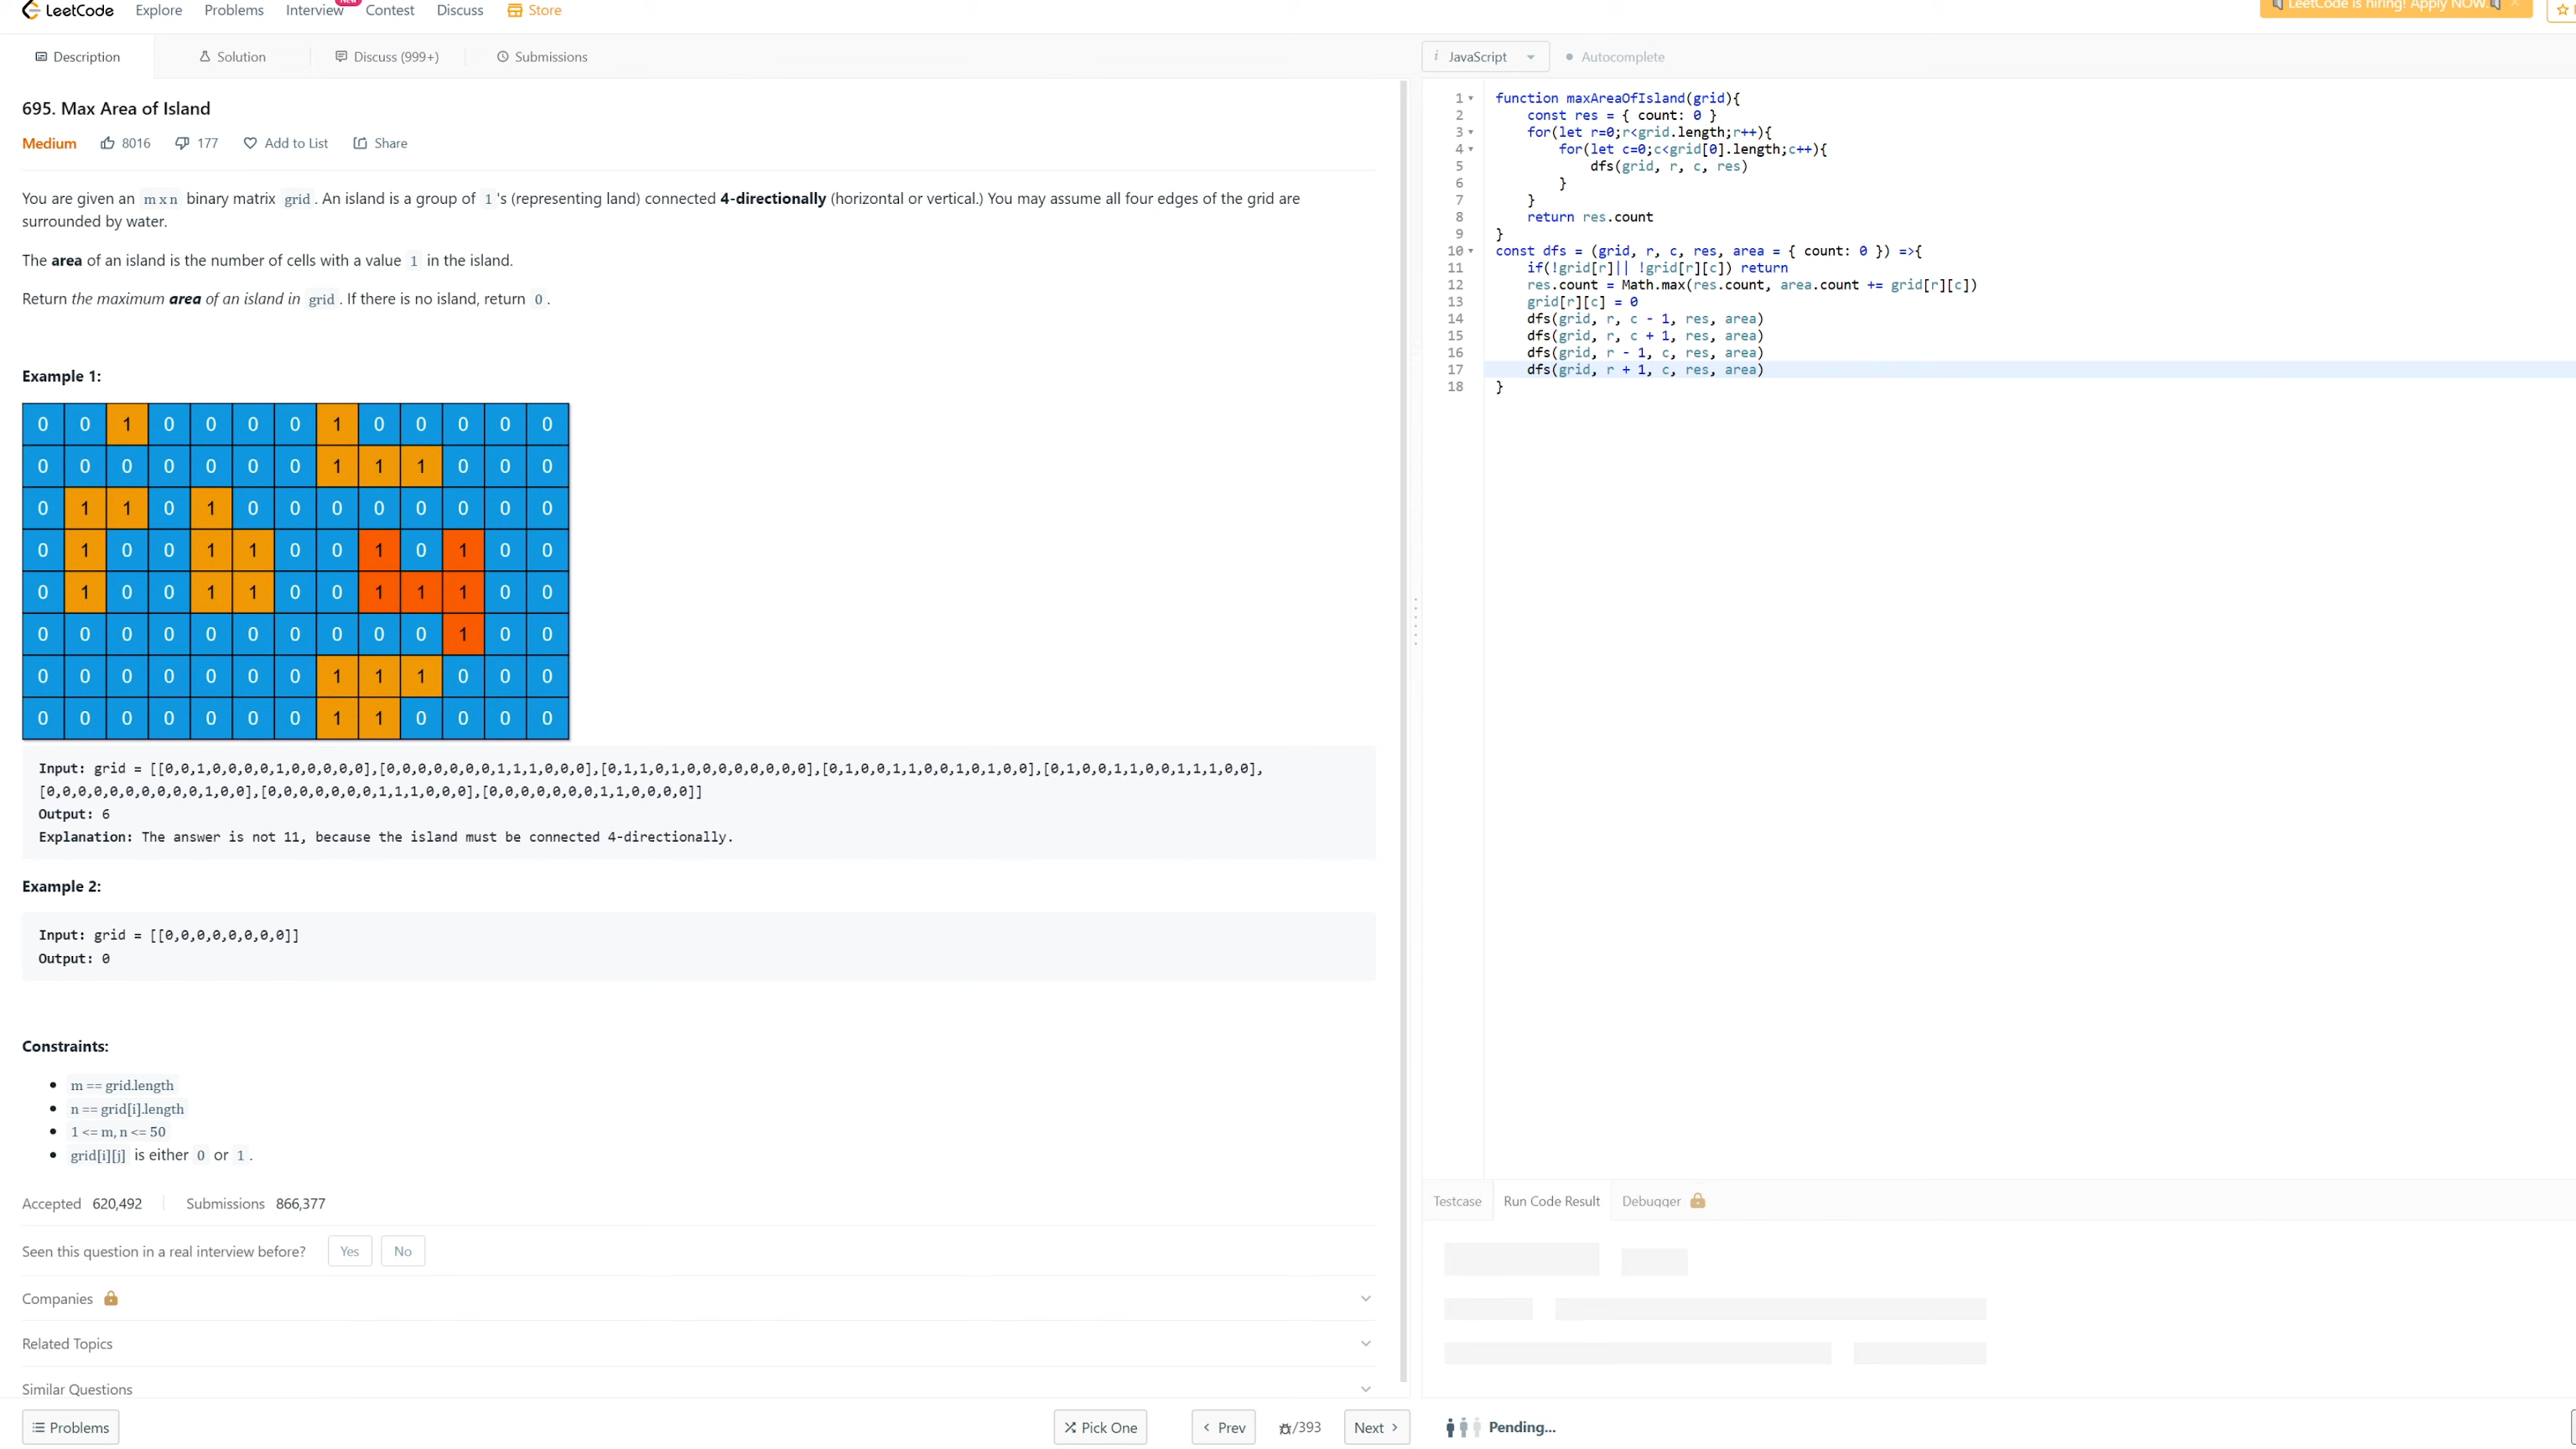 LeetCode Explore Problems Interview New Contest Discuss Store LeetCode is hiring! Apply NOW.
Description Solution Discuss (999+) Submissions
i JavaScript Autocomplete
695. Max Area of Island
Medium 8016 177 Add to List Share
You are given an m x n binary matrix grid. An island is a group of 1's (representing land) connected 4-directionally (horizontal or vertical.) You may assume all four edges of the grid are
surrounded by water.
The area of an island is the number of cells with a value 1 in the island.
Return the maximum area of an island in grid. If there is no island, return 0.
Example 1:
0 0 1 0 0 0 0 1 0 0 0 0 0
0 0 0 0 0 0 0 1 1 1 0 0 0
0 1 1 0 1 0 0 0 0 0 0 0 0
0 1 0 0 1 1 0 0 1 0 1 0 0
0 1 0 0 1 1 0 0 1 1 1 0 0
0 0 0 0 0 0 0 0 0 0 1 0 0
0 0 0 0 0 0 0 1 1 1 0 0 0
0 0 0 0 0 0 0 1 1 0 0 0 0
Input: grid = [[0,0,1,0,0,0,0,1,0,0,0,0,0],[0,0,0,0,0,0,0,1,1,1,0,0,0],[0,1,1,0,1,0,0,0,0,0,0,0,0],[0,1,0,0,1,1,0,0,1,0,1,0,0],[0,1,0,0,1,1,0,0,1,1,1,0,0],
[0,0,0,0,0,0,0,0,0,0,1,0,0],[0,0,0,0,0,0,0,1,1,1,0,0,0],[0,0,0,0,0,0,0,1,1,0,0,0,0]]
Output: 6
Explanation: The answer is not 11, because the island must be connected 4-directionally.
Example 2:
Input: grid = [[0,0,0,0,0,0,0,0]]
Output: 0
Constraints:
m == grid.length
n == grid[i].length
1 <= m, n <= 50
grid[i][j] is either 0 or 1.
Accepted 620,492 Submissions 866,377
Seen this question in a real interview before? Yes No
Companies
Related Topics
Similar Questions
Problems Pick One Prev /393 Next
1 function maxAreaOfIsland(grid){
2 const res = { count: 0 }
3 for(let r=0;r<grid.length;r++){
4 for(let c=0;c<grid[0].length;c++){
5 dfs(grid, r, c, res)
6 }
7 }
8 return res.count
9 }
10 const dfs = (grid, r, c, res, area = { count: 0 }) =>{
11 if(!grid[r]|| !grid[r][c]) return
12 res.count = Math.max(res.count, area.count += grid[r][c])
13 grid[r][c] = 0
14 dfs(grid, r, c - 1, res, area)
15 dfs(grid, r, c + 1, res, area)
16 dfs(grid, r - 1, c, res, area)
17 dfs(grid, r + 1, c, res, area)
18 }
Testcase Run Code Result Debugger
Pending...